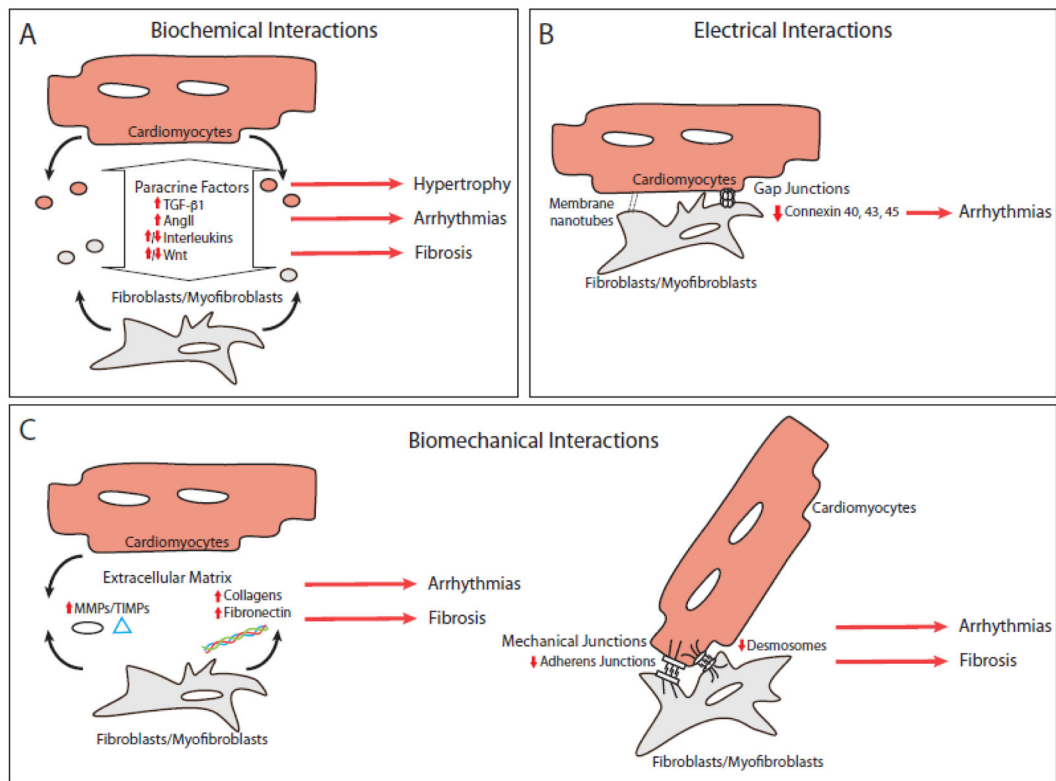 A
Biochemical Interactions
Cardiomyocytes
Paracrine Factors
TGF-β1
AngII
/ Interleukins
/ Wnt
Hypertrophy
Arrhythmias
Fibrosis
Fibroblasts/Myofibroblasts
B
Electrical Interactions
Cardiomyocytes
Membrane
nanotubes
Gap Junctions
Connexin 40, 43, 45
Arrhythmias
Fibroblasts/Myofibroblasts
C
Biomechanical Interactions
Cardiomyocytes
Extracellular Matrix
MMPs/TIMPs
Collagens
Fibronectin
Arrhythmias
Fibrosis
Fibroblasts/Myofibroblasts
Cardiomyocytes
Mechanical Junctions
Adherens Junctions
Desmosomes
Arrhythmias
Fibrosis
Fibroblasts/Myofibroblasts